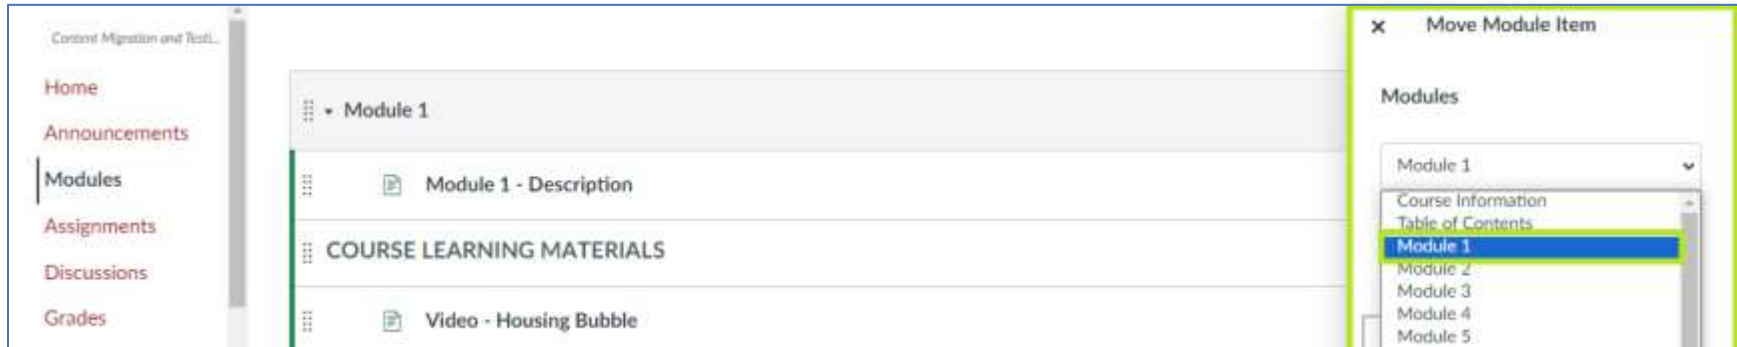 Content Migration and Testi...
Home
Announcements
Modules
Assignments
Discussions
Grades
Module 1
Module 1 - Description
COURSE LEARNING MATERIALS
Video - Housing Bubble
Move Module Item
Modules
Module 1
Course Information
Table of Contents
Module 1
Module 2
Module 3
Module 4
Module 5